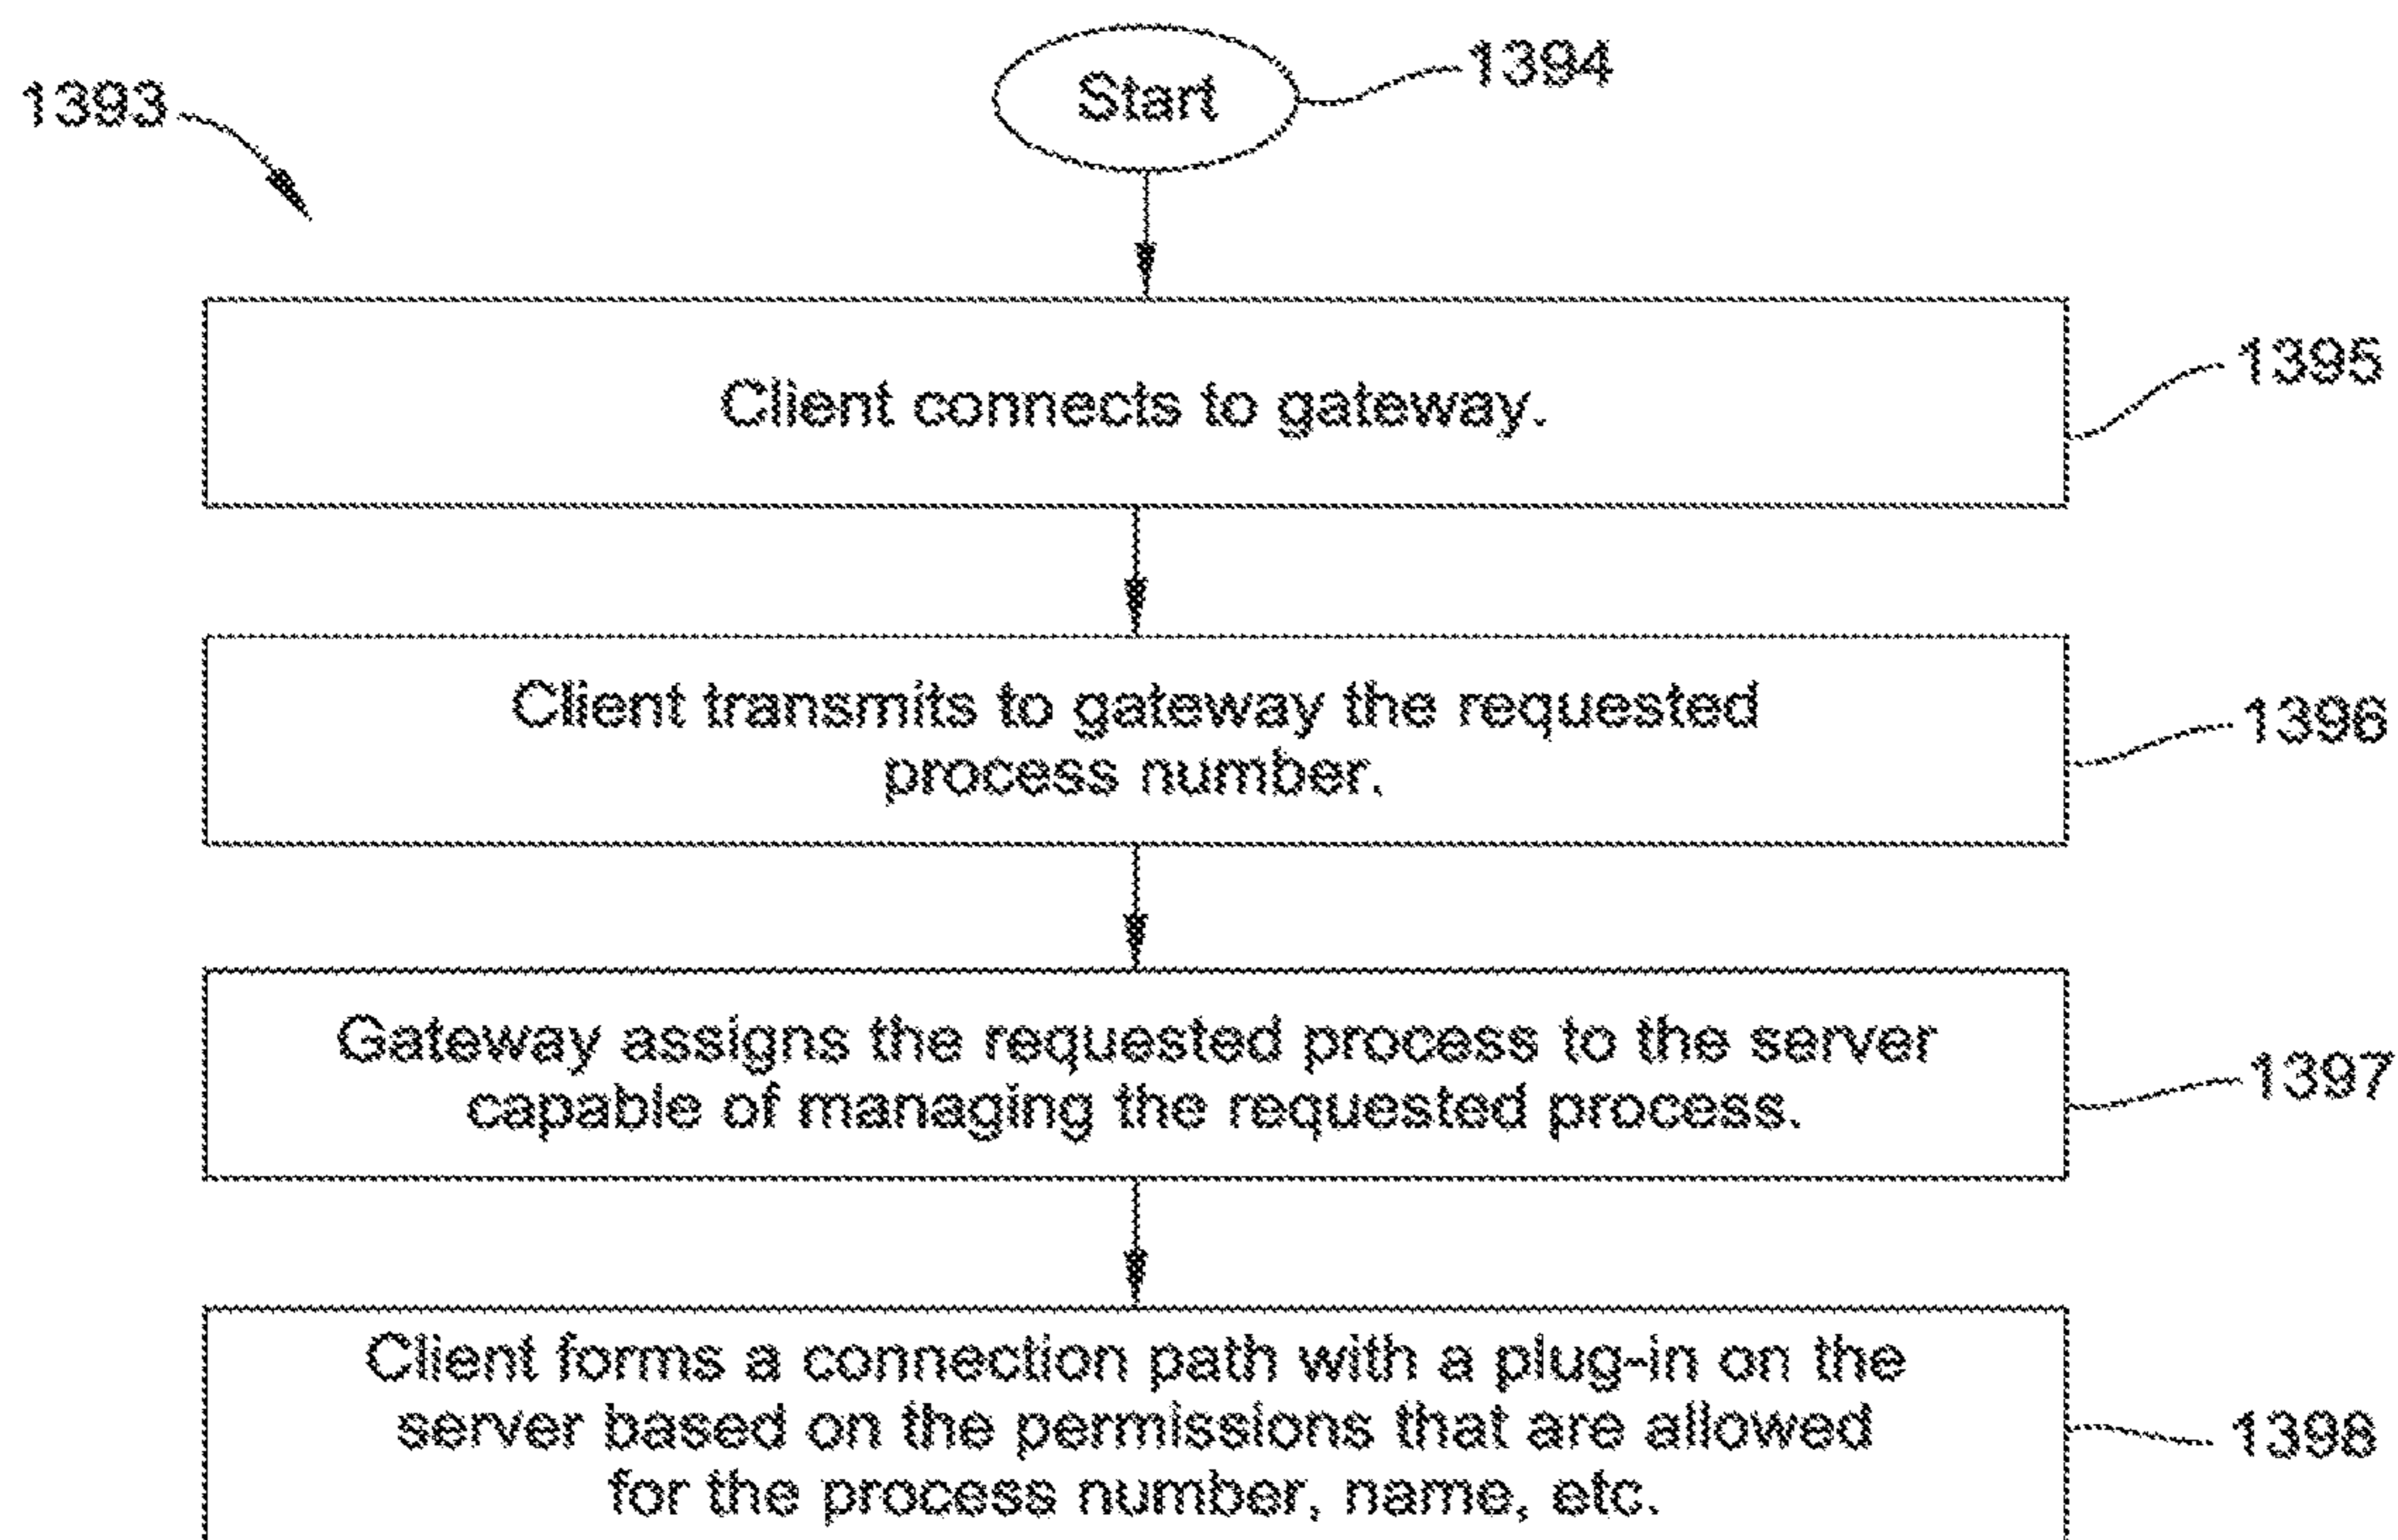 1393
Start
1394
Client connects to gateway.
1395
Client transmits to gateway the requested
process number.
1396
Gateway assigns the requested process to the server
capable of managing the requested process.
1397
Client forms a connection path with a plug-in on the
server based on the permissions that are allowed
for the process number, name, etc.
1398